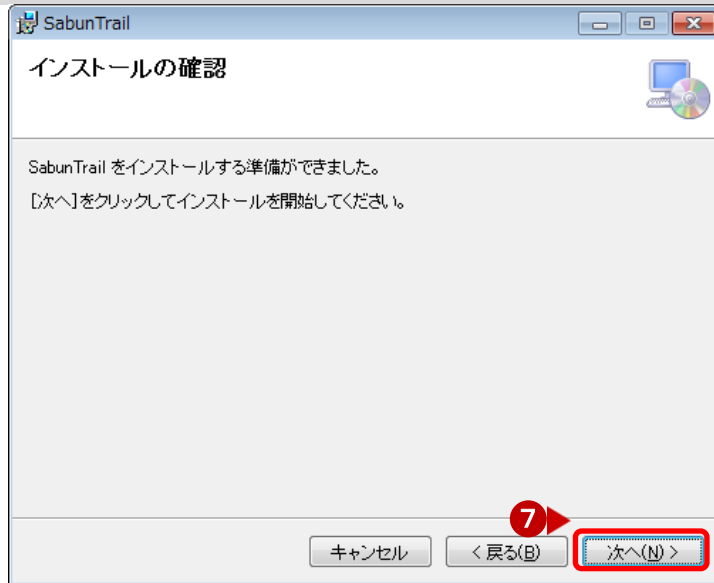 SabunTrail
インストールの確認
SabunTrail をインストールする準備ができました。
[次へ]をクリックしてインストールを開始してください。
7
キャンセル
< 戻る(B)
次へ(N) >